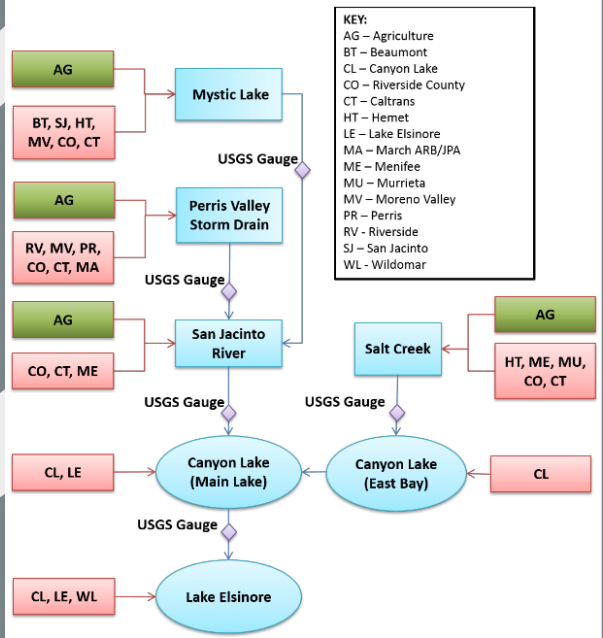 KEY:
AG – Agriculture
BT – Beaumont
CL – Canyon Lake
CO – Riverside County
CT – Caltrans
HT – Hemet
LE – Lake Elsinore
MA – March ARB/JPA
ME – Menifee
MU – Murrieta
MV – Moreno Valley
PR – Perris
RV - Riverside
SJ – San Jacinto
WL - Wildomar
AG
Mystic Lake
BT, SJ, HT,
MV, CO, CT
USGS Gauge
AG
Perris Valley
Storm Drain
RV, MV, PR,
CO, CT, MA
USGS Gauge
AG
San Jacinto
River
CO, CT, ME
AG
Salt Creek
HT, ME, MU,
CO, CT
USGS Gauge
USGS Gauge
CL, LE
Canyon Lake
(Main Lake)
Canyon Lake
(East Bay)
CL
USGS Gauge
CL, LE, WL
Lake Elsinore